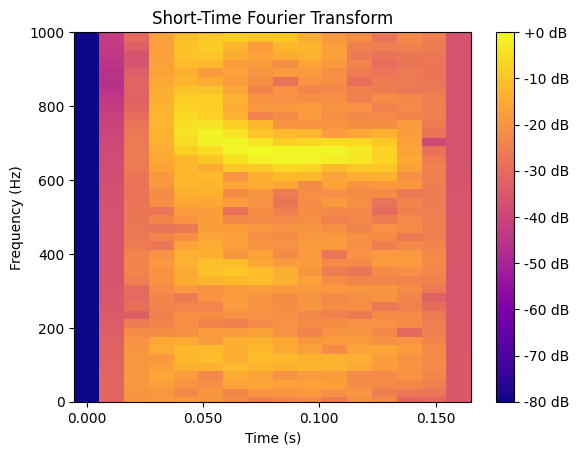 Short-Time Fourier Transform
1000
800
600
400
200
0
Frequency (Hz)
0.000
0.050
0.100
0.150
Time (s)
+0 dB
-10 dB
-20 dB
-30 dB
-40 dB
-50 dB
-60 dB
-70 dB
-80 dB